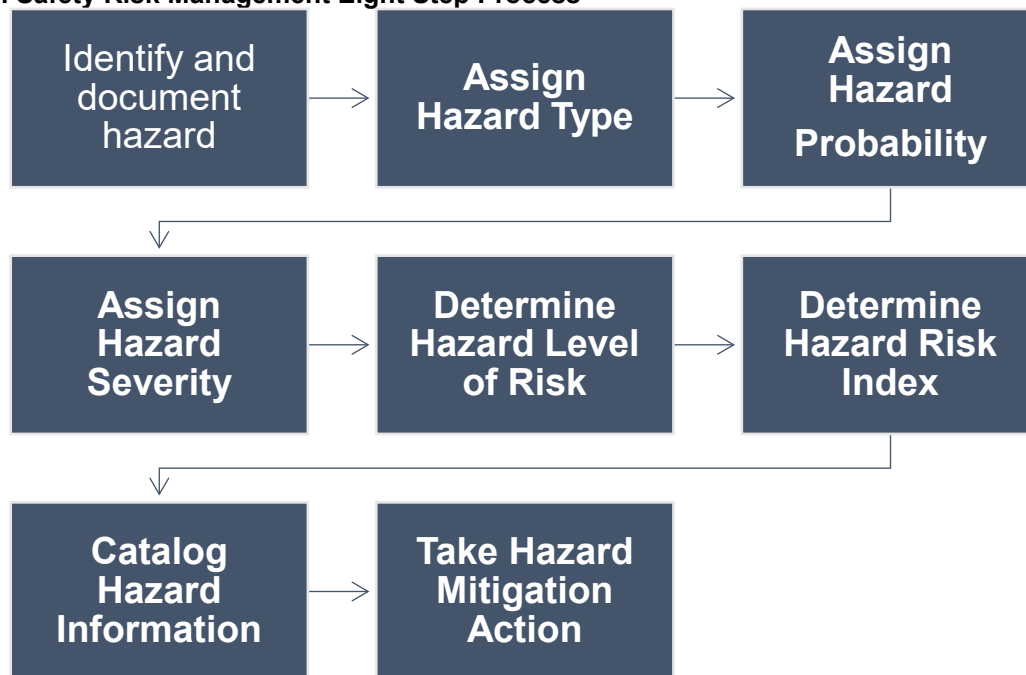 Safety Risk Management Eight Step Process
Identify and
document
hazard
Assign
Hazard Type
Assign
Hazard
Probability
Assign
Hazard
Severity
Determine
Hazard Level
of Risk
Determine
Hazard Risk
Index
Catalog
Hazard
Information
Take Hazard
Mitigation
Action